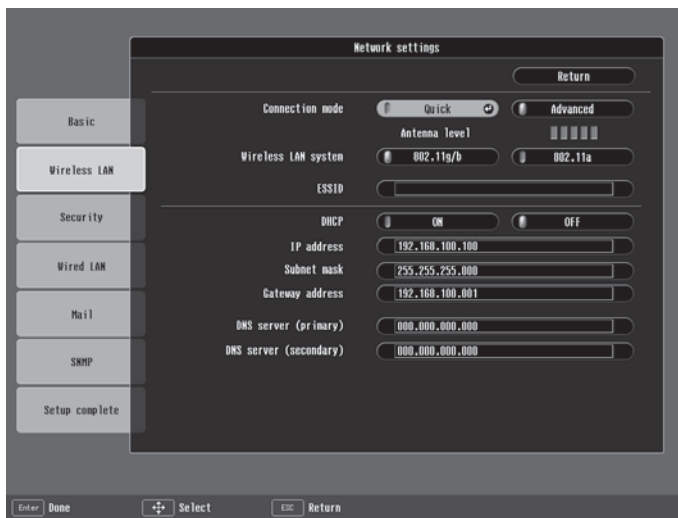 Network settings
Return
Basic
Wireless LAN
Security
Wired LAN
Mail
SNMP
Setup complete
Connection mode Quick Advanced
Antenna level
Wireless LAN system 802.11g/b 802.11a
ESSID
DHCP ON OFF
IP address 192.168.100.100
Subnet mask 255.255.255.000
Gateway address 192.168.100.001
DNS server (primary) 000.000.000.000
DNS server (secondary) 000.000.000.000
Enter Done Select ESC Return